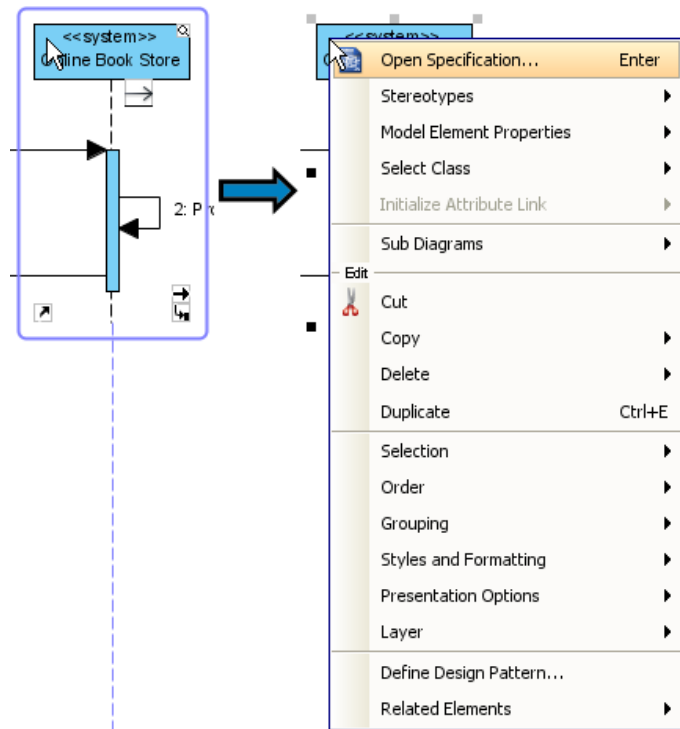 <<system>>
Online Book Store
2: Pro
<<system>>
Open Specification... Enter
Stereotypes
Model Element Properties
Select Class
Initialize Attribute Link
Sub Diagrams
Edit
Cut
Copy
Delete
Duplicate Ctrl+E
Selection
Order
Grouping
Styles and Formatting
Presentation Options
Layer
Define Design Pattern...
Related Elements